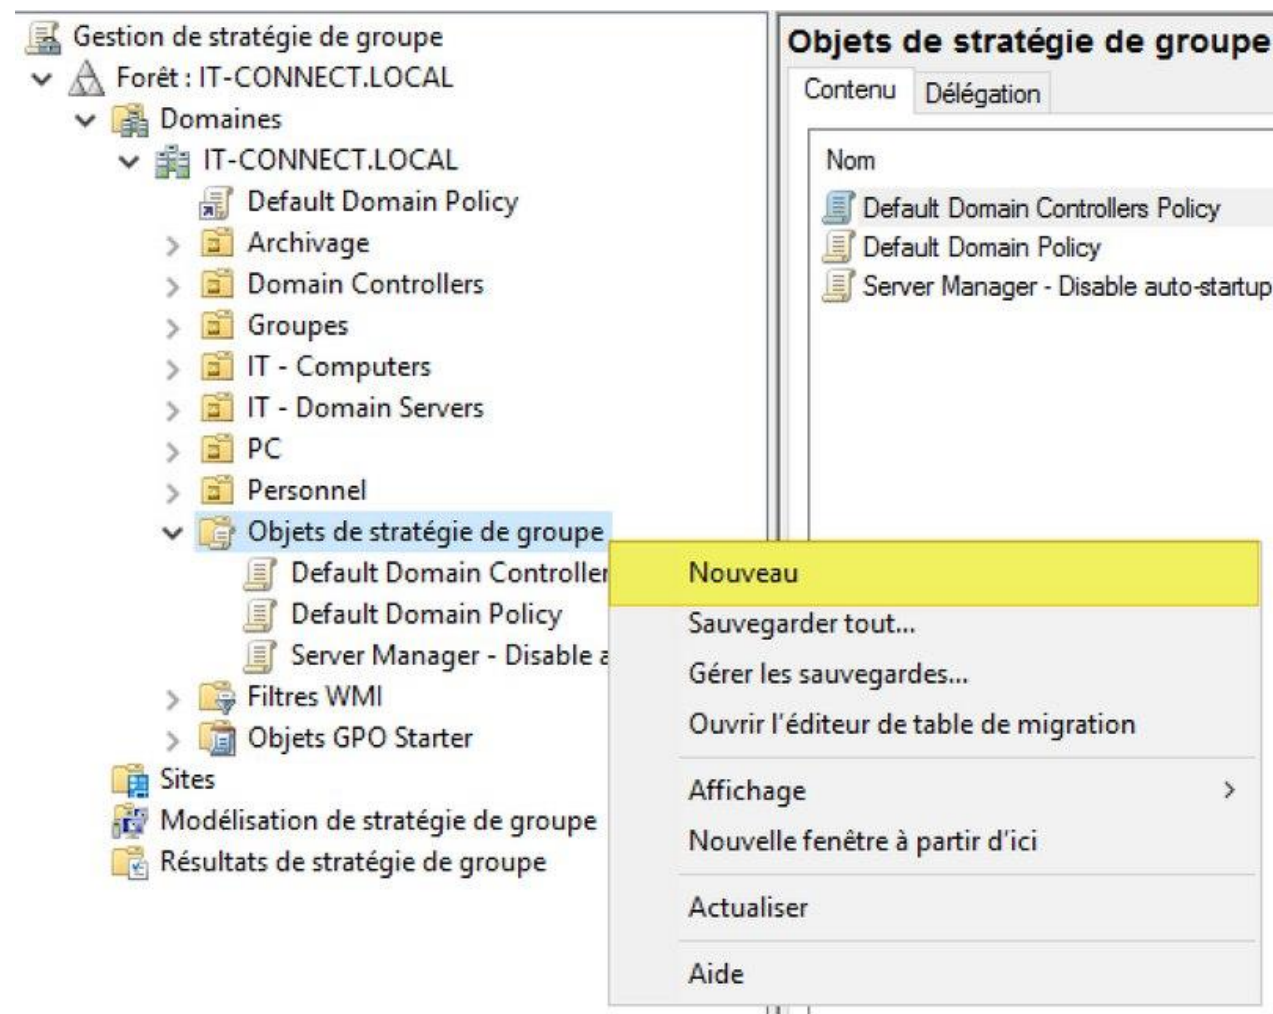 Gestion de stratégie de groupe
Forêt : IT-CONNECT.LOCAL
Domaines
IT-CONNECT.LOCAL
Default Domain Policy
Archivage
Domain Controllers
Groupes
IT - Computers
IT - Domain Servers
PC
Personnel
Objets de stratégie de groupe
Default Domain Controller
Default Domain Policy
Server Manager - Disable a
Filtres WMI
Objets GPO Starter
Sites
Modélisation de stratégie de groupe
Résultats de stratégie de groupe
Objets de stratégie de groupe
Contenu Délégation
Nom
Default Domain Controllers Policy
Default Domain Policy
Server Manager - Disable auto-startup
Nouveau
Sauvegarder tout...
Gérer les sauvegardes...
Ouvrir l'éditeur de table de migration
Affichage
Nouvelle fenêtre à partir d'ici
Actualiser
Aide